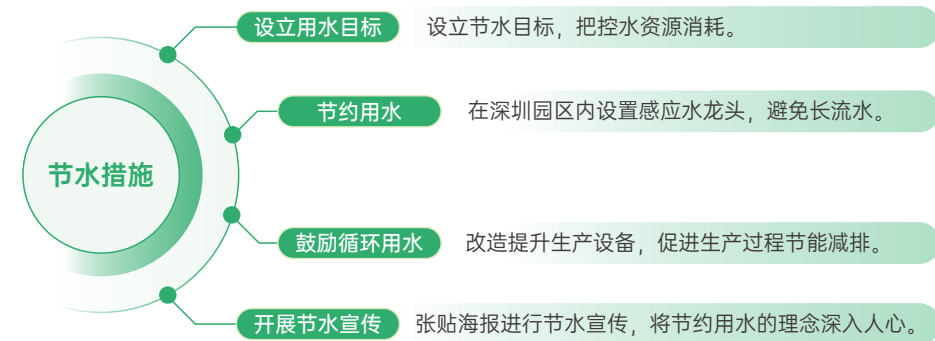 节水措施
设立用水目标 设立节水目标，把控水资源消耗。
节约用水 在深圳园区内设置感应水龙头，避免长流水。
鼓励循环用水 改造提升生产设备，促进生产过程节能减排。
开展节水宣传 张贴海报进行节水宣传，将节约用水的理念深入人心。